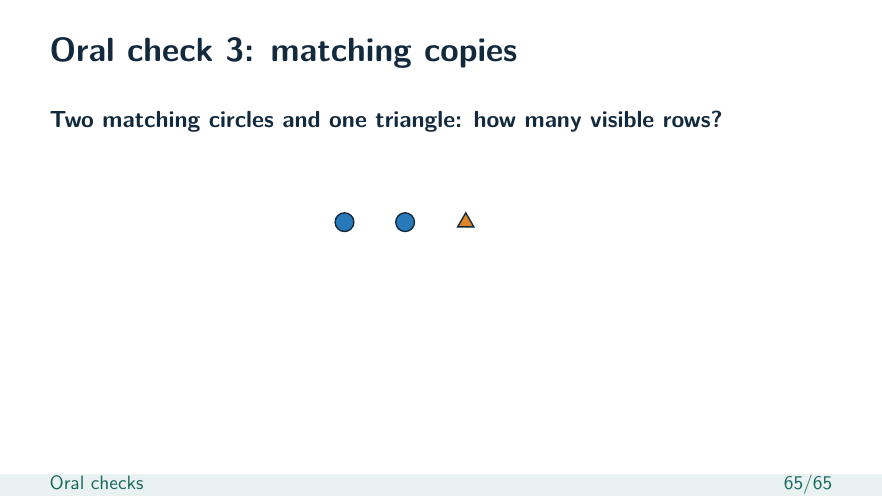 Oral check 3: matching copies
Two matching circles and one triangle: how many visible rows?
Oral checks
65/65